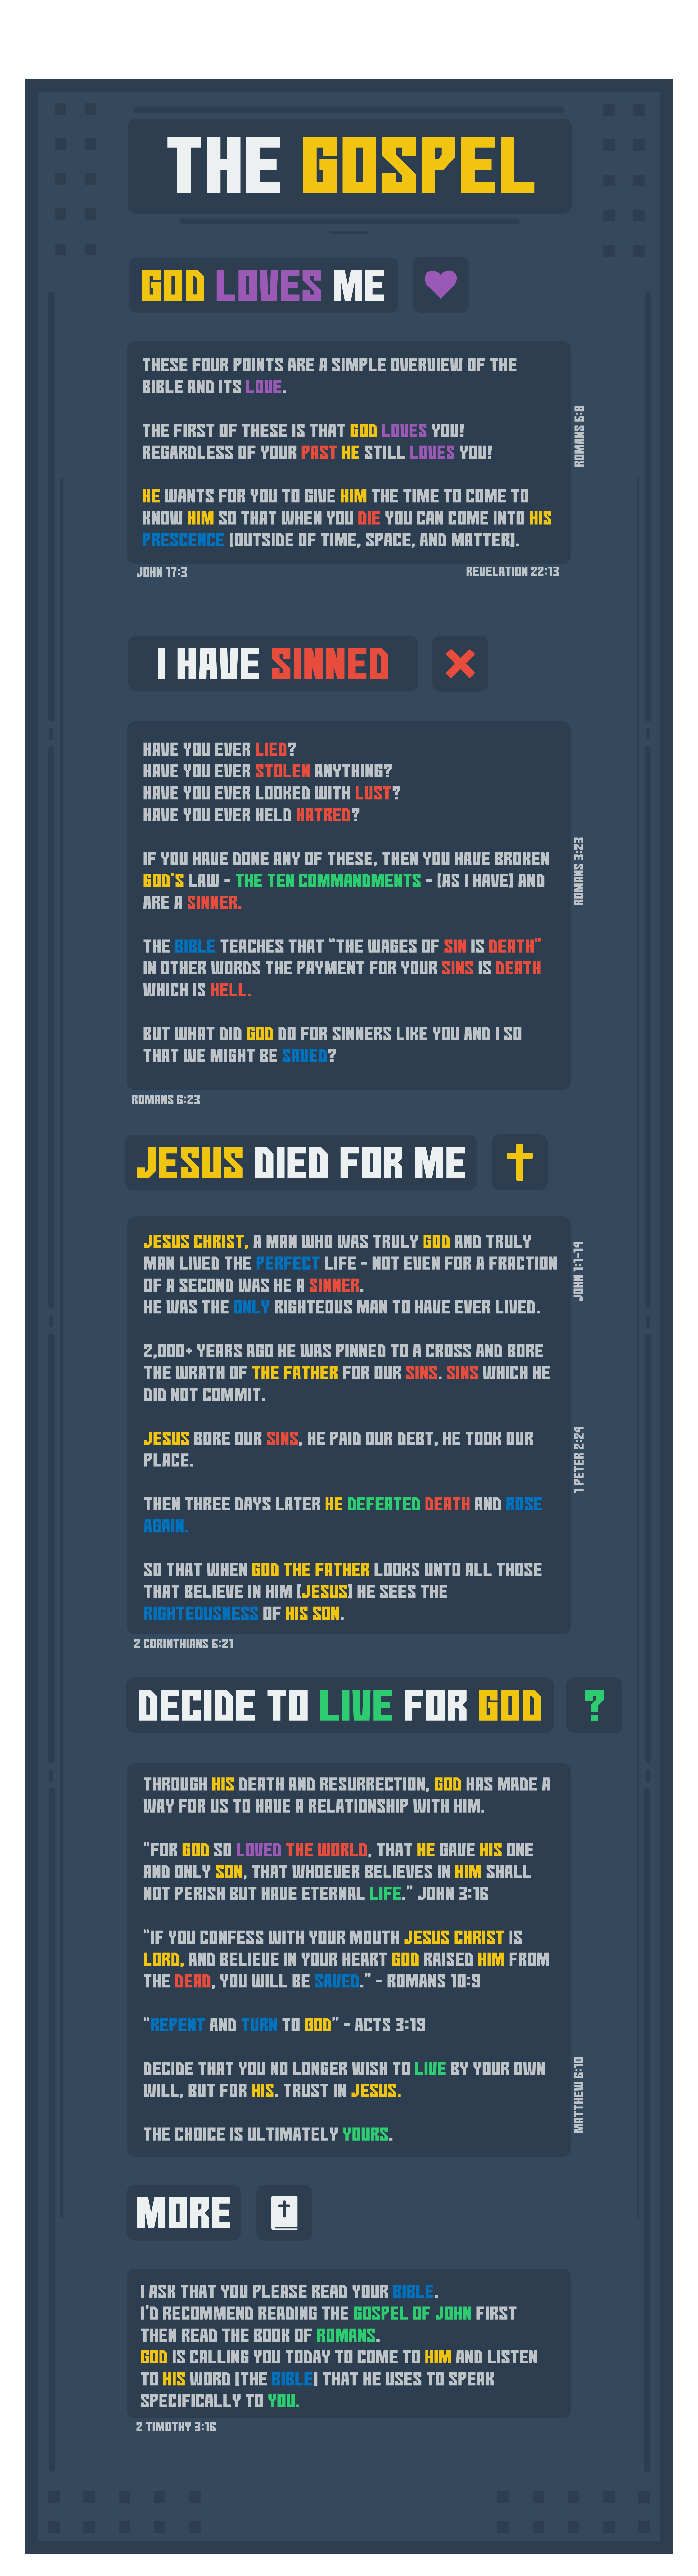 THE GOSPEL
GOD LOVES ME
THESE FOUR POINTS ARE A SIMPLE OVERVIEW OF THE
BIBLE AND ITS LOVE.
THE FIRST OF THESE IS THAT GOD LOVES YOU!
REGARDLESS OF YOUR PAST HE STILL LOVES YOU!
HE WANTS FOR YOU TO GIVE HIM THE TIME TO COME TO
KNOW HIM SO THAT WHEN YOU DIE YOU CAN COME INTO HIS
PRESCENCE [OUTSIDE OF TIME, SPACE, AND MATTER].
ROMANS 5:8
JOHN 17:3
REVELATION 22:13
I HAVE SINNED
HAVE YOU EVER LIED?
HAVE YOU EVER STOLEN ANYTHING?
HAVE YOU EVER LOOKED WITH LUST?
HAVE YOU EVER HELD HATRED?
IF YOU HAVE DONE ANY OF THESE, THEN YOU HAVE BROKEN
GOD'S LAW - THE TEN COMMANDMENTS - [AS I HAVE] AND
ARE A SINNER.
THE BIBLE TEACHES THAT "THE WAGES OF SIN IS DEATH"
IN OTHER WORDS THE PAYMENT FOR YOUR SINS IS DEATH
WHICH IS HELL.
BUT WHAT DID GOD DO FOR SINNERS LIKE YOU AND I SO
THAT WE MIGHT BE SAVED?
ROMANS 3:23
ROMANS 6:23
JESUS DIED FOR ME
JESUS CHRIST, A MAN WHO WAS TRULY GOD AND TRULY
MAN LIVED THE PERFECT LIFE - NOT EVEN FOR A FRACTION
OF A SECOND WAS HE A SINNER.
HE WAS THE ONLY RIGHTEOUS MAN TO HAVE EVER LIVED.
2,000+ YEARS AGO HE WAS PINNED TO A CROSS AND BORE
THE WRATH OF THE FATHER FOR OUR SINS. SINS WHICH HE
DID NOT COMMIT.
JESUS BORE OUR SINS, HE PAID OUR DEBT, HE TOOK OUR
PLACE.
THEN THREE DAYS LATER HE DEFEATED DEATH AND ROSE
AGAIN.
SO THAT WHEN GOD THE FATHER LOOKS UNTO ALL THOSE
THAT BELIEVE IN HIM [JESUS] HE SEES THE
RIGHTEOUSNESS OF HIS SON.
JOHN 1:1-14
1 PETER 2:24
2 CORINTHIANS 5:21
DECIDE TO LIVE FOR GOD ?
THROUGH HIS DEATH AND RESURRECTION, GOD HAS MADE A
WAY FOR US TO HAVE A RELATIONSHIP WITH HIM.
"FOR GOD SO LOVED THE WORLD, THAT HE GAVE HIS ONE
AND ONLY SON, THAT WHOEVER BELIEVES IN HIM SHALL
NOT PERISH BUT HAVE ETERNAL LIFE." JOHN 3:16
"IF YOU CONFESS WITH YOUR MOUTH JESUS CHRIST IS
LORD, AND BELIEVE IN YOUR HEART GOD RAISED HIM FROM
THE DEAD, YOU WILL BE SAVED." - ROMANS 10:9
"REPENT AND TURN TO GOD" - ACTS 3:19
DECIDE THAT YOU NO LONGER WISH TO LIVE BY YOUR OWN
WILL, BUT FOR HIS. TRUST IN JESUS.
THE CHOICE IS ULTIMATELY YOURS.
MATTHEW 6:10
MORE
I ASK THAT YOU PLEASE READ YOUR BIBLE.
I'D RECOMMEND READING THE GOSPEL OF JOHN FIRST
THEN READ THE BOOK OF ROMANS.
GOD IS CALLING YOU TODAY TO COME TO HIM AND LISTEN
TO HIS WORD [THE BIBLE] THAT HE USES TO SPEAK
SPECIFICALLY TO YOU.
2 TIMOTHY 3:16